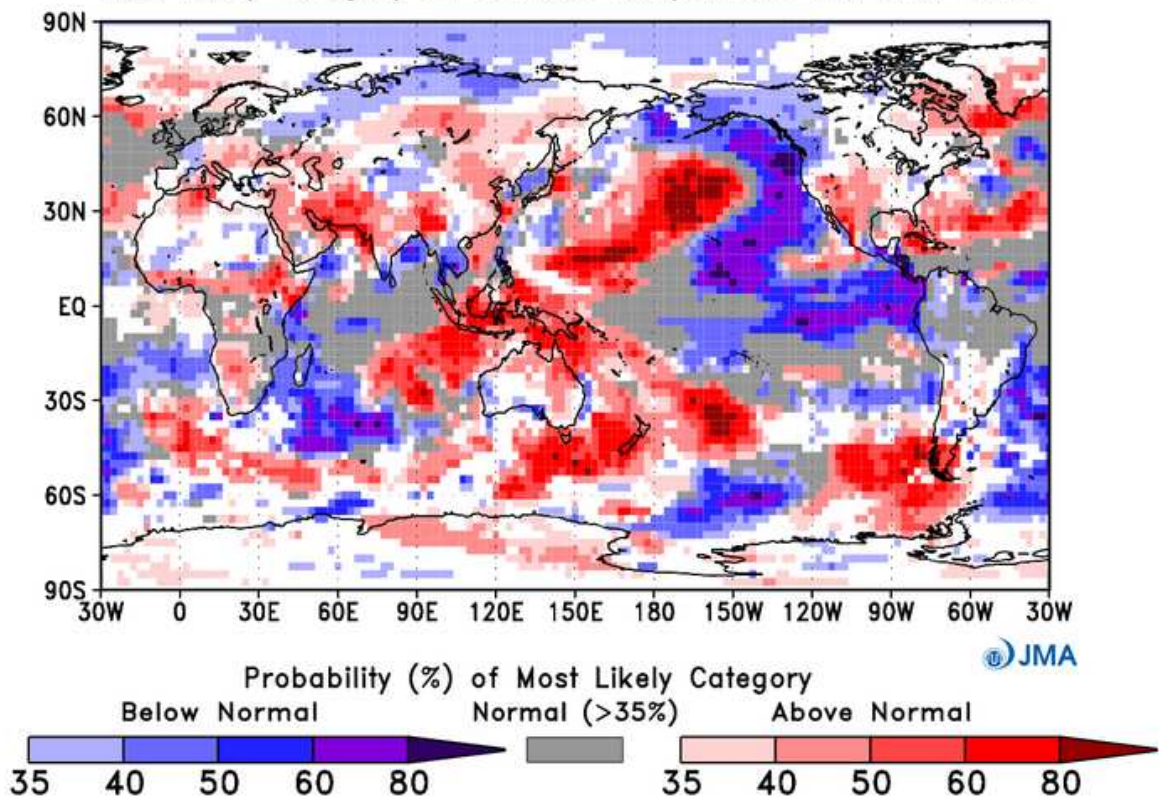 90N
60N
30N
EQ
30S
60S
90S
30W 0 30E 60E 90E 120E 150E 180 150W 120W 90W 60W 30W
JMA
Probability (%) of Most Likely Category
Below Normal Normal (>35%) Above Normal
35 40 50 60 80 35 40 50 60 80